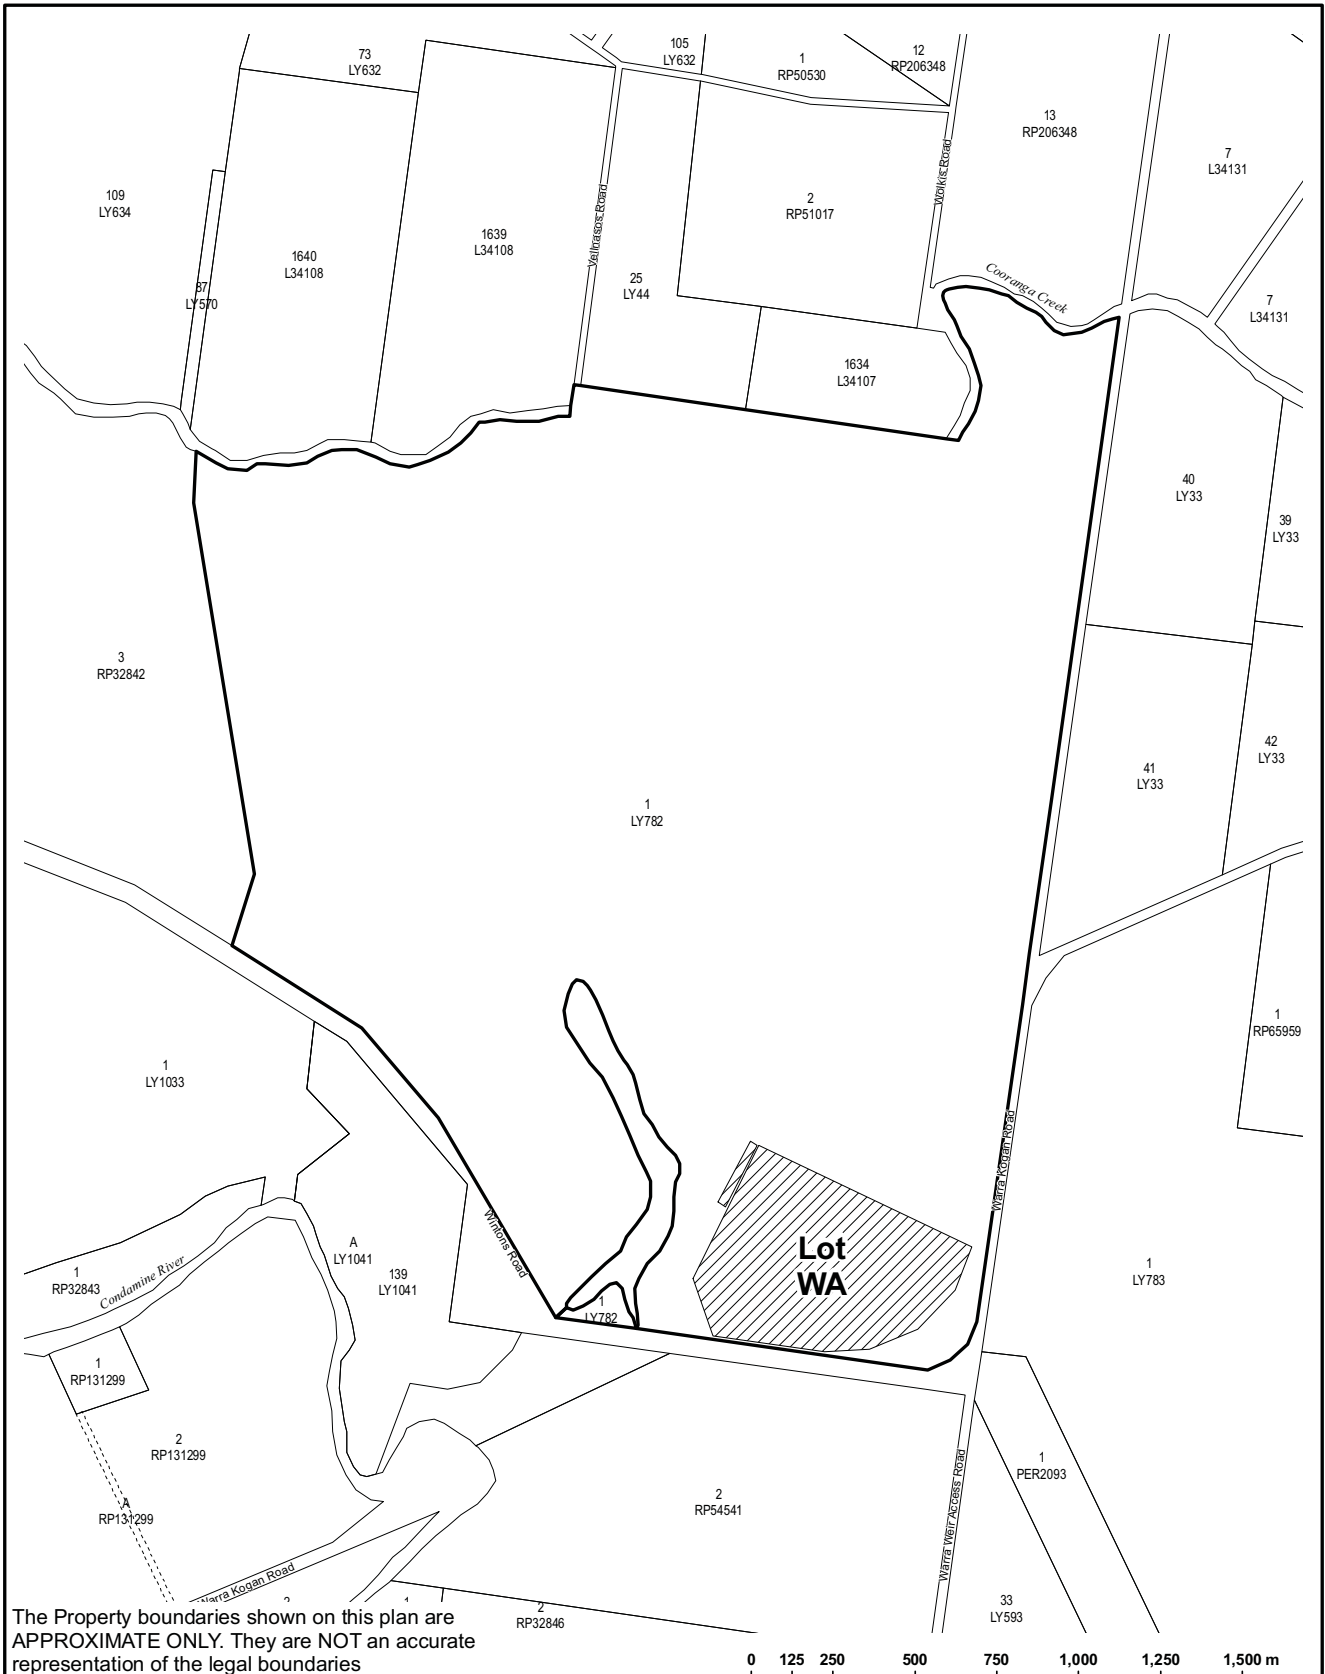 73
LY632
105
LY632
1
RP50530
12
RP206348
13
RP206348
7
L34131
109
LY634
1640
L34108
1639
L34108
Velloasos Road
2
RP51017
Wolkis Road
25
LY44
Cooranga Creek
7
L34131
87
LY570
1634
L34107
40
LY33
39
LY33
3
RP32842
41
LY33
42
LY33
1
LY782
1
LY1033
1
RP65959
Warra Kogan Road
Wintons Road
A
LY1041
139
LY1041
Lot
WA
1
LY783
1
RP32843
Condamine River
1
LY782
1
RP131299
2
RP131299
A
RP131299
2
RP54541
1
PER2093
Warra Weir Access Road
Warra Kogan Road
2
1
2
RP32846
33
LY593
The Property boundaries shown on this plan are
APPROXIMATE ONLY. They are NOT an accurate
representation of the legal boundaries
0 125 250 500 750 1,000 1,250 1,500 m